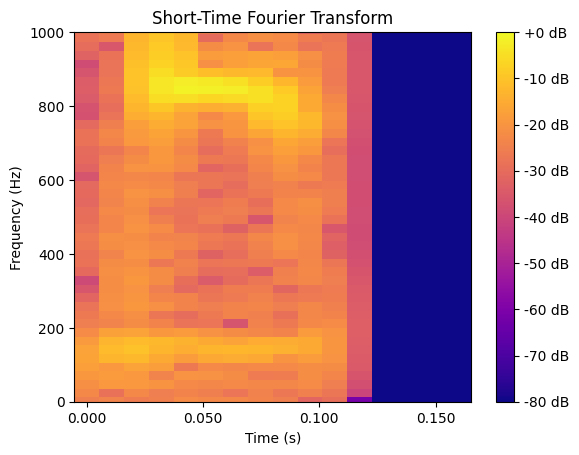 Short-Time Fourier Transform
1000
800
600
400
200
0
Frequency (Hz)
0.000
0.050
0.100
0.150
Time (s)
+0 dB
-10 dB
-20 dB
-30 dB
-40 dB
-50 dB
-60 dB
-70 dB
-80 dB